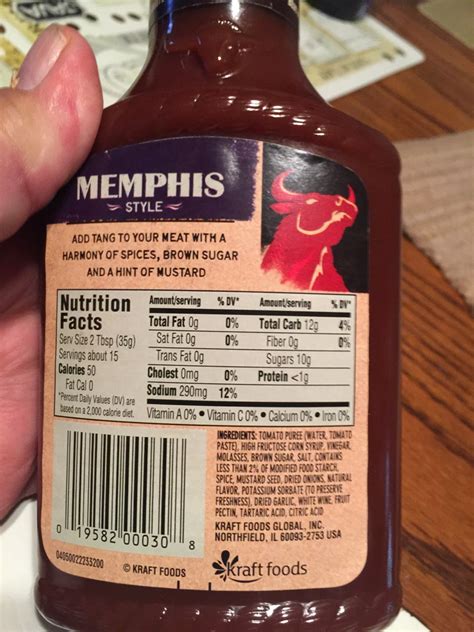 MEMPHIS
STYLE
ADD TANG TO YOUR MEAT WITH A
HARMONY OF SPICES, BROWN SUGAR
AND A HINT OF MUSTARD
Nutrition
Facts
Serv Size 2 Tbsp (35g)
Servings about 15
Calories 50
Fat Cal 0
*Percent Daily Values (DV) are
based on a 2,000 calorie diet.
Amount/serving % DV*
Total Fat 0g 0%
Sat Fat 0g 0%
Trans Fat 0g
Cholest 0mg 0%
Sodium 290mg 12%
Amount/serving % DV*
Total Carb 12g 4%
Fiber 0g 0%
Sugars 10g
Protein <1g
Vitamin A 0% • Vitamin C 0% • Calcium 0% • Iron 0%
INGREDIENTS: TOMATO PUREE (WATER, TOMATO
PASTE), HIGH FRUCTOSE CORN SYRUP, VINEGAR,
MOLASSES, BROWN SUGAR, SALT, CONTAINS
LESS THAN 2% OF MODIFIED FOOD STARCH,
SPICE, MUSTARD SEED, DRIED ONIONS, NATURAL
FLAVOR, POTASSIUM SORBATE (TO PRESERVE
FRESHNESS), DRIED GARLIC, WHITE WINE, FRUIT
PECTIN, TARTARIC ACID, CITRIC ACID
KRAFT FOODS GLOBAL, INC.
NORTHFIELD, IL 60093-2753 USA
0 19582 00030 8
04050022255200
© KRAFT FOODS
kraft foods